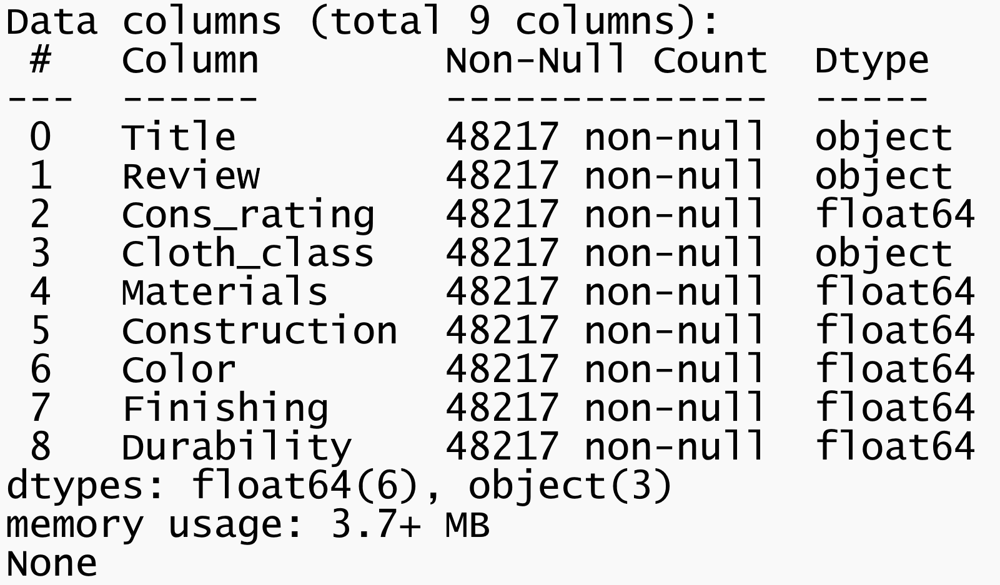 Data columns (total 9 columns):
 #   Column        Non-Null Count  Dtype
---  ------        --------------  -----
 0   Title         48217 non-null  object
 1   Review        48217 non-null  object
 2   Cons_rating   48217 non-null  float64
 3   Cloth_class   48217 non-null  object
 4   Materials     48217 non-null  float64
 5   Construction  48217 non-null  float64
 6   Color         48217 non-null  float64
 7   Finishing     48217 non-null  float64
 8   Durability    48217 non-null  float64
dtypes: float64(6), object(3)
memory usage: 3.7+ MB
None